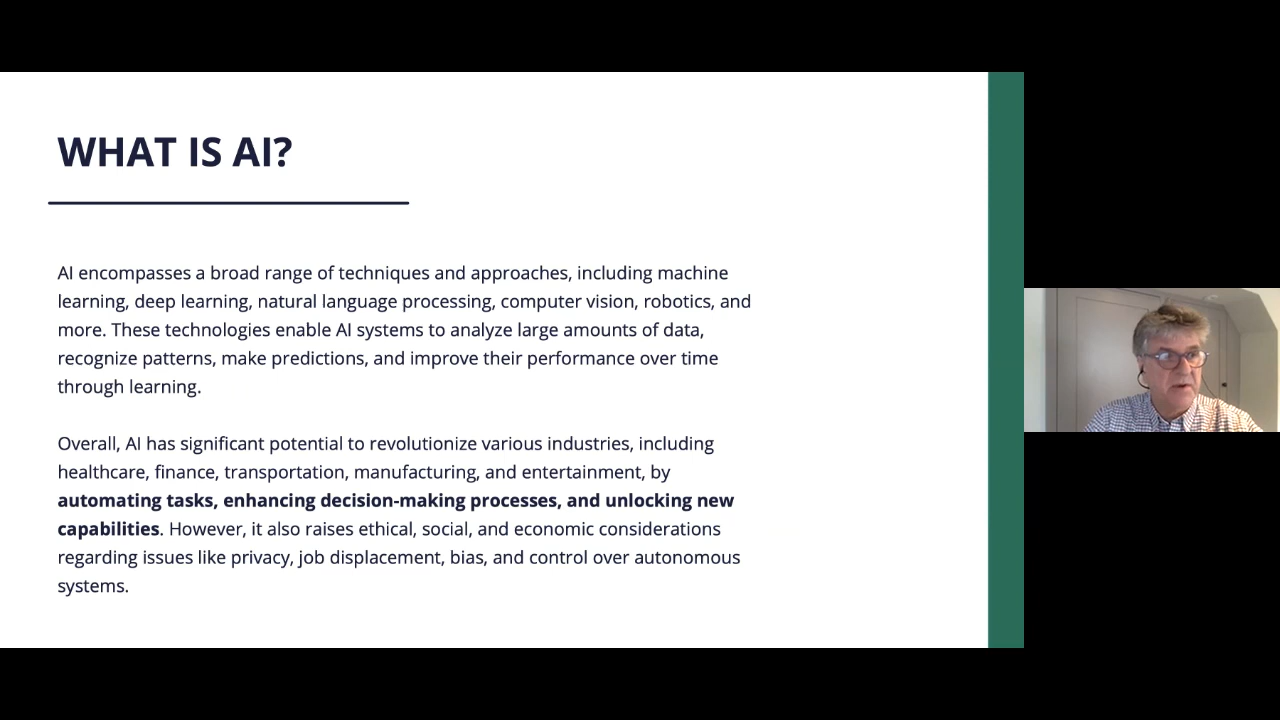 WHAT IS AI?
AI encompasses a broad range of techniques and approaches, including machine
learning, deep learning, natural language processing, computer vision, robotics, and
more. These technologies enable AI systems to analyze large amounts of data,
recognize patterns, make predictions, and improve their performance over time
through learning.
Overall, AI has significant potential to revolutionize various industries, including
healthcare, finance, transportation, manufacturing, and entertainment, by
automating tasks, enhancing decision-making processes, and unlocking new
capabilities. However, it also raises ethical, social, and economic considerations
regarding issues like privacy, job displacement, bias, and control over autonomous
systems.